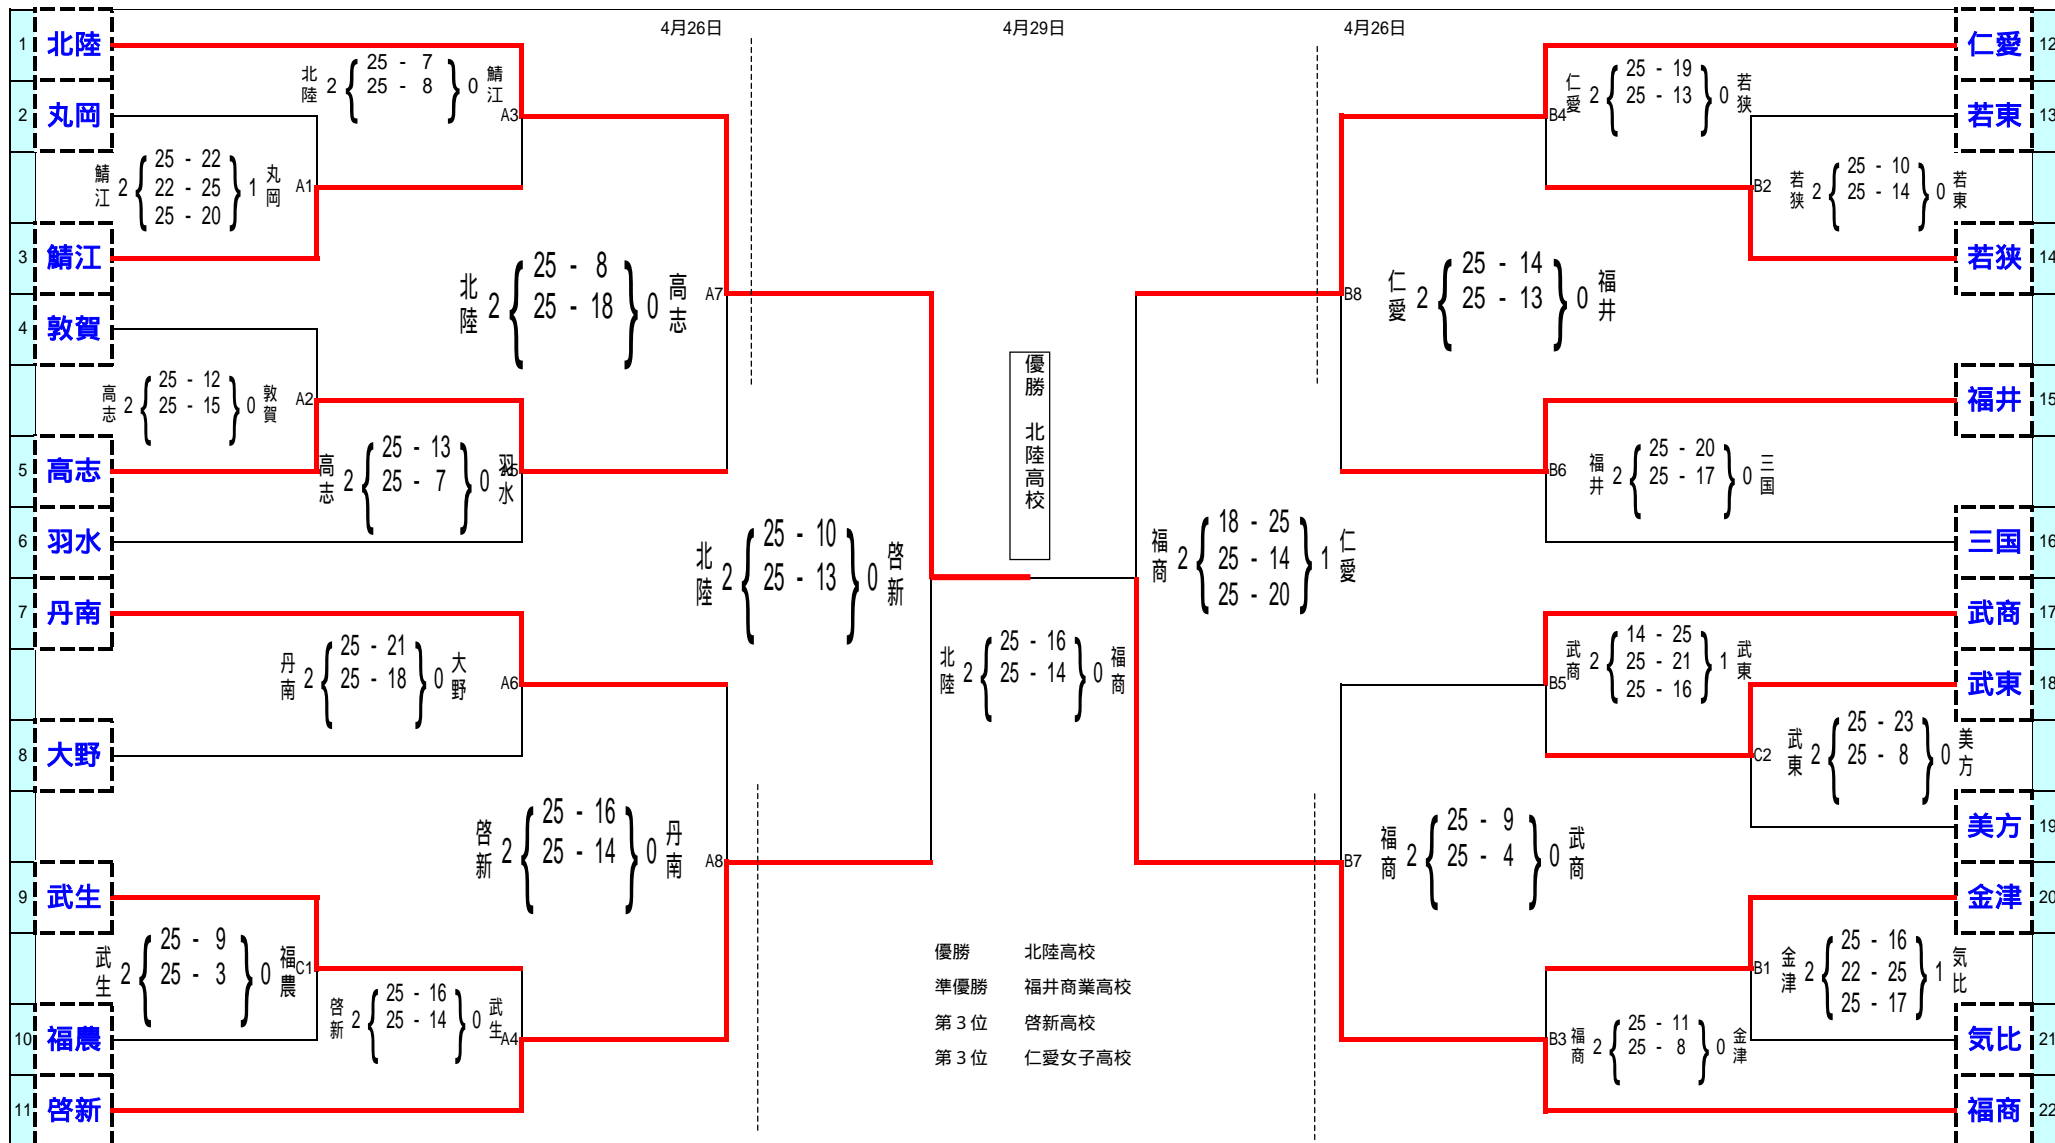 4月26日
4月29日
4月26日
1 北陸
2 丸岡
3 鯖江
4 敦賀
5 高志
6 羽水
7 丹南
8 大野
9 武生
10 福農
11 啓新
北陸 2 25 - 7 0 鯖江
25 - 8
A3
鯖江 2 25 - 22 1 丸岡
22 - 25
25 - 20
A1
北陸 2 25 - 8 0 高志
25 - 18
A7
高志 2 25 - 12 0 敦賀
25 - 15
A2
高志 2 25 - 13 0 羽水
25 - 7
A5
北陸 2 25 - 10 0 啓新
25 - 13
丹南 2 25 - 21 0 大野
25 - 18
A6
啓新 2 25 - 16 0 丹南
25 - 14
A8
武生 2 25 - 9 0 福農
25 - 3
C1
啓新 2 25 - 16 0 武生
25 - 14
A4
優勝 北陸高校
北陸 2 25 - 16 0 福商
25 - 14
福商 2 18 - 25 1 仁愛
25 - 14
25 - 20
仁愛 2 25 - 19 0 若狭
25 - 13
B4
若狭 2 25 - 10 0 若東
25 - 14
B2
仁愛 2 25 - 14 0 福井
25 - 13
B8
福井 2 25 - 20 0 三国
25 - 17
B6
武商 2 14 - 25 1 武東
25 - 21
25 - 16
B5
武東 2 25 - 23 0 美方
25 - 8
C2
福商 2 25 - 9 0 武商
25 - 4
B7
金津 2 25 - 16 1 気比
22 - 25
25 - 17
B1
福商 2 25 - 11 0 金津
25 - 8
B3
仁愛 12
若東 13
若狭 14
福井 15
三国 16
武商 17
武東 18
美方 19
金津 20
気比 21
福商 22
優勝 北陸高校
準優勝 福井商業高校
第３位 啓新高校
第３位 仁愛女子高校